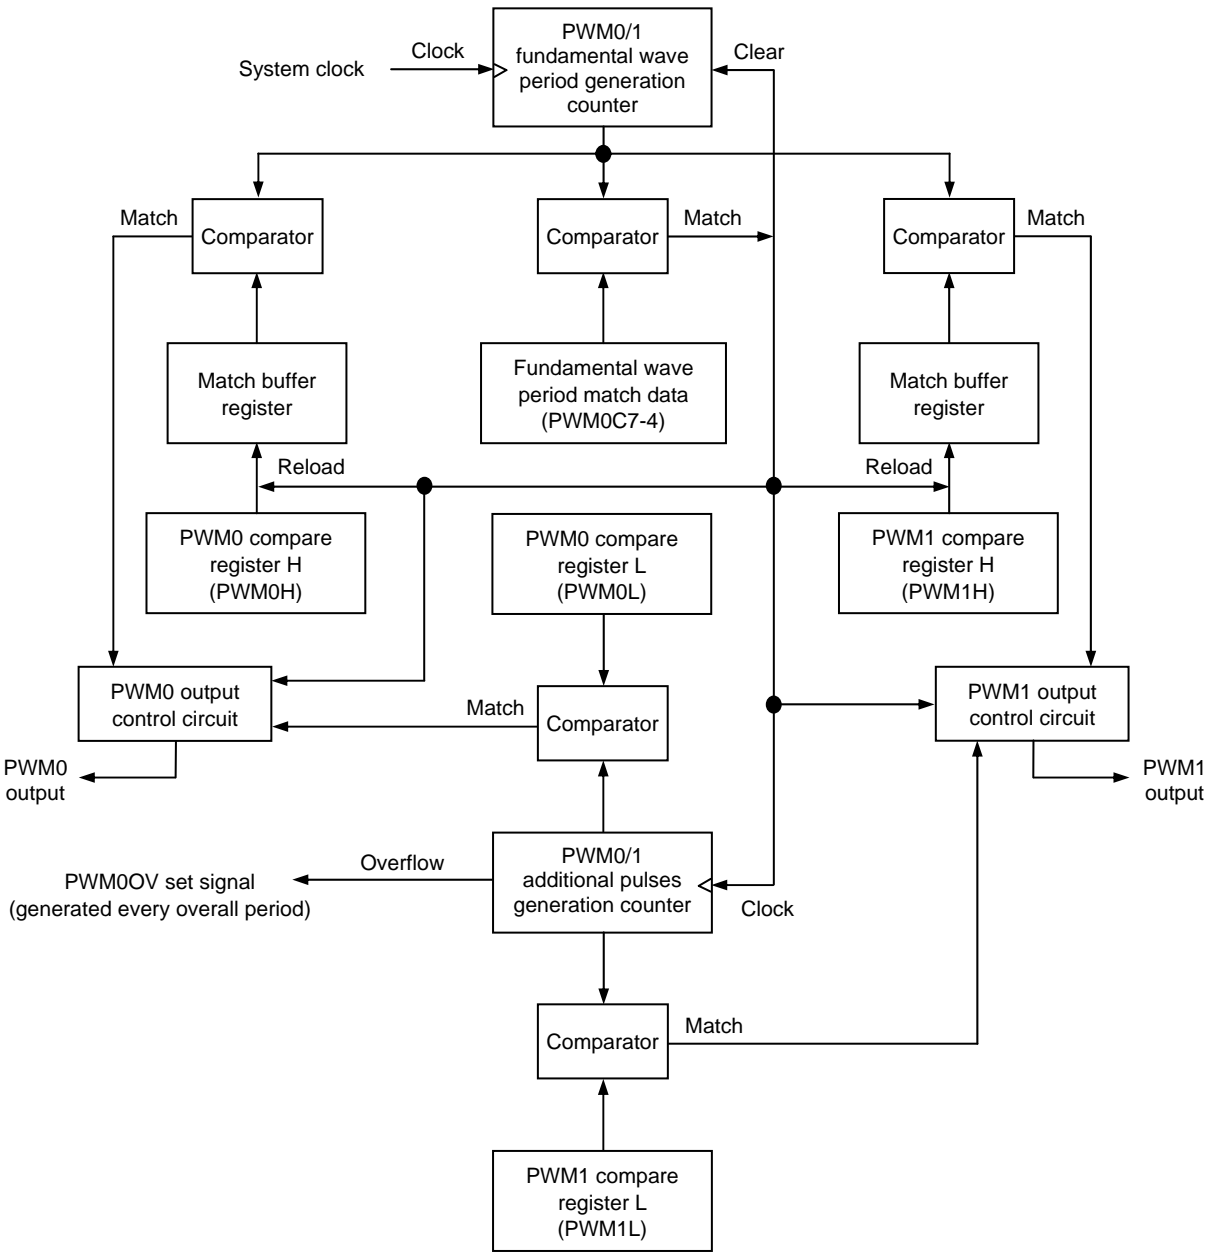 PWM0/1
fundamental wave
period generation
counter
System clock
Clock
Clear
Match
Comparator
Comparator
Match
Comparator
Match
Match buffer
register
Fundamental wave
period match data
(PWM0C7-4)
Match buffer
register
Reload
Reload
PWM0 compare
register H
(PWM0H)
PWM0 compare
register L
(PWM0L)
PWM1 compare
register H
(PWM1H)
PWM0 output
control circuit
Match
Comparator
PWM1 output
control circuit
PWM0
output
PWM1
output
PWM0/1
additional pulses
generation counter
Overflow
PWM0OV set signal
(generated every overall period)
Clock
Comparator
Match
PWM1 compare
register L
(PWM1L)